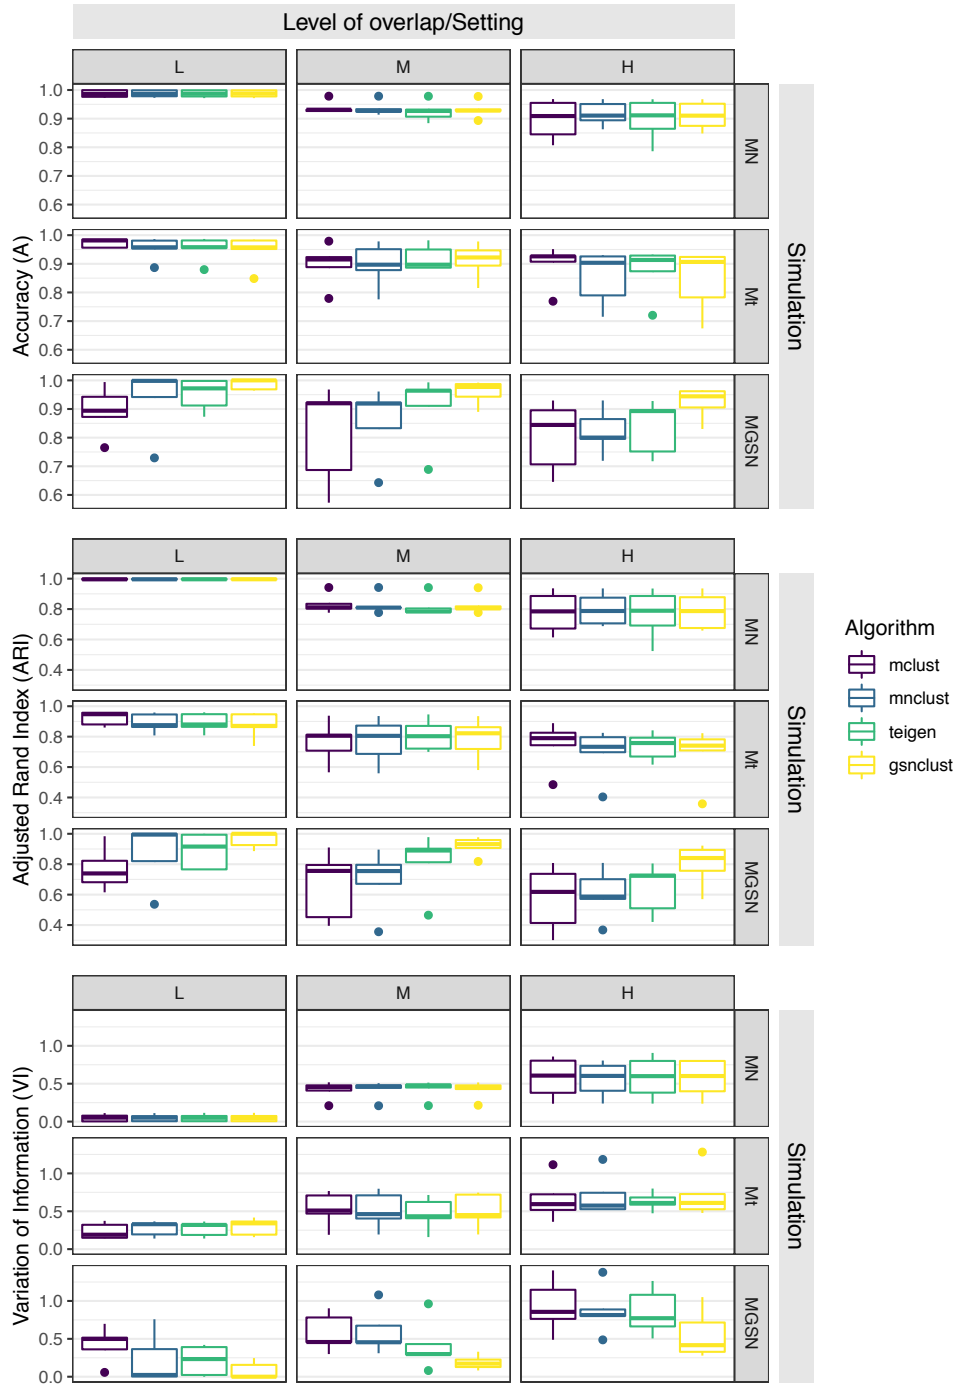 Level of overlap/Setting
L
M
H
Accuracy (A)
1.0
0.9
0.8
0.7
0.6
MN
1.0
0.9
0.8
0.7
0.6
Mt
1.0
0.9
0.8
0.7
0.6
MGSN
Simulation
L
M
H
Adjusted Rand Index (ARI)
1.0
0.8
0.6
0.4
MN
1.0
0.8
0.6
0.4
Mt
1.0
0.8
0.6
0.4
MGSN
Simulation
Algorithm
mclust
mnclust
teigen
gsnclust
L
M
H
Variation of Information (VI)
1.0
0.5
0.0
MN
1.0
0.5
0.0
Mt
1.0
0.5
0.0
MGSN
Simulation